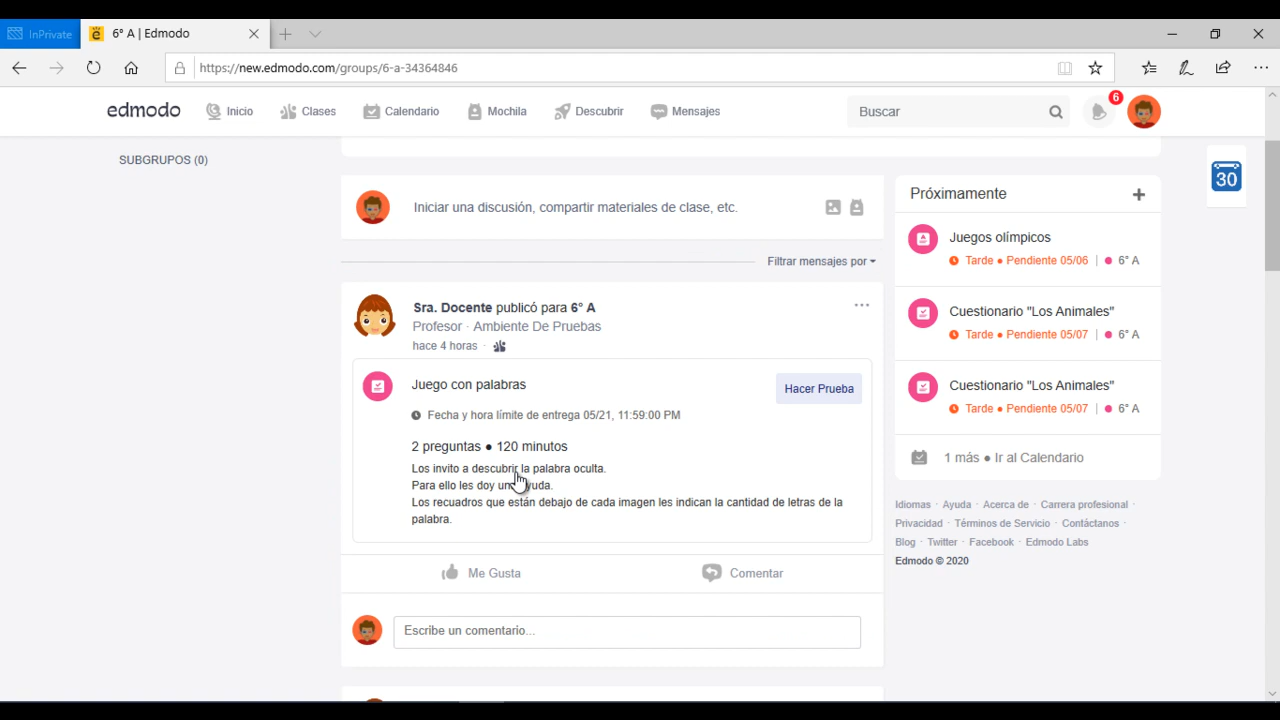 InPrivate
6° A | Edmodo
https://new.edmodo.com/groups/6-a-34364846
edmodo
Inicio
Clases
Calendario
Mochila
Descubrir
Mensajes
Buscar
6
SUBGRUPOS (0)
30
Iniciar una discusión, compartir materiales de clase, etc.
Filtrar mensajes por
Sra. Docente publicó para 6° A
Profesor · Ambiente De Pruebas
hace 4 horas ·
Juego con palabras
Hacer Prueba
Fecha y hora límite de entrega 05/21, 11:59:00 PM
2 preguntas ● 120 minutos
Los invito a descubrir la palabra oculta.
Para ello les doy
Los recuadros que están debajo de cada imagen les indican la cantidad de letras de la
palabra.
Me Gusta
Comentar
Escribe un comentario...
Próximamente
Juegos olímpicos
Tarde ● Pendiente 05/06 | ● 6° A
Cuestionario "Los Animales"
Tarde ● Pendiente 05/07 | ● 6° A
Cuestionario "Los Animales"
Tarde ● Pendiente 05/07 | ● 6° A
1 más ● Ir al Calendario
Idiomas · Ayuda · Acerca de · Carrera profesional ·
Privacidad · Términos de Servicio · Contáctanos ·
Blog · Twitter · Facebook · Edmodo Labs
Edmodo © 2020